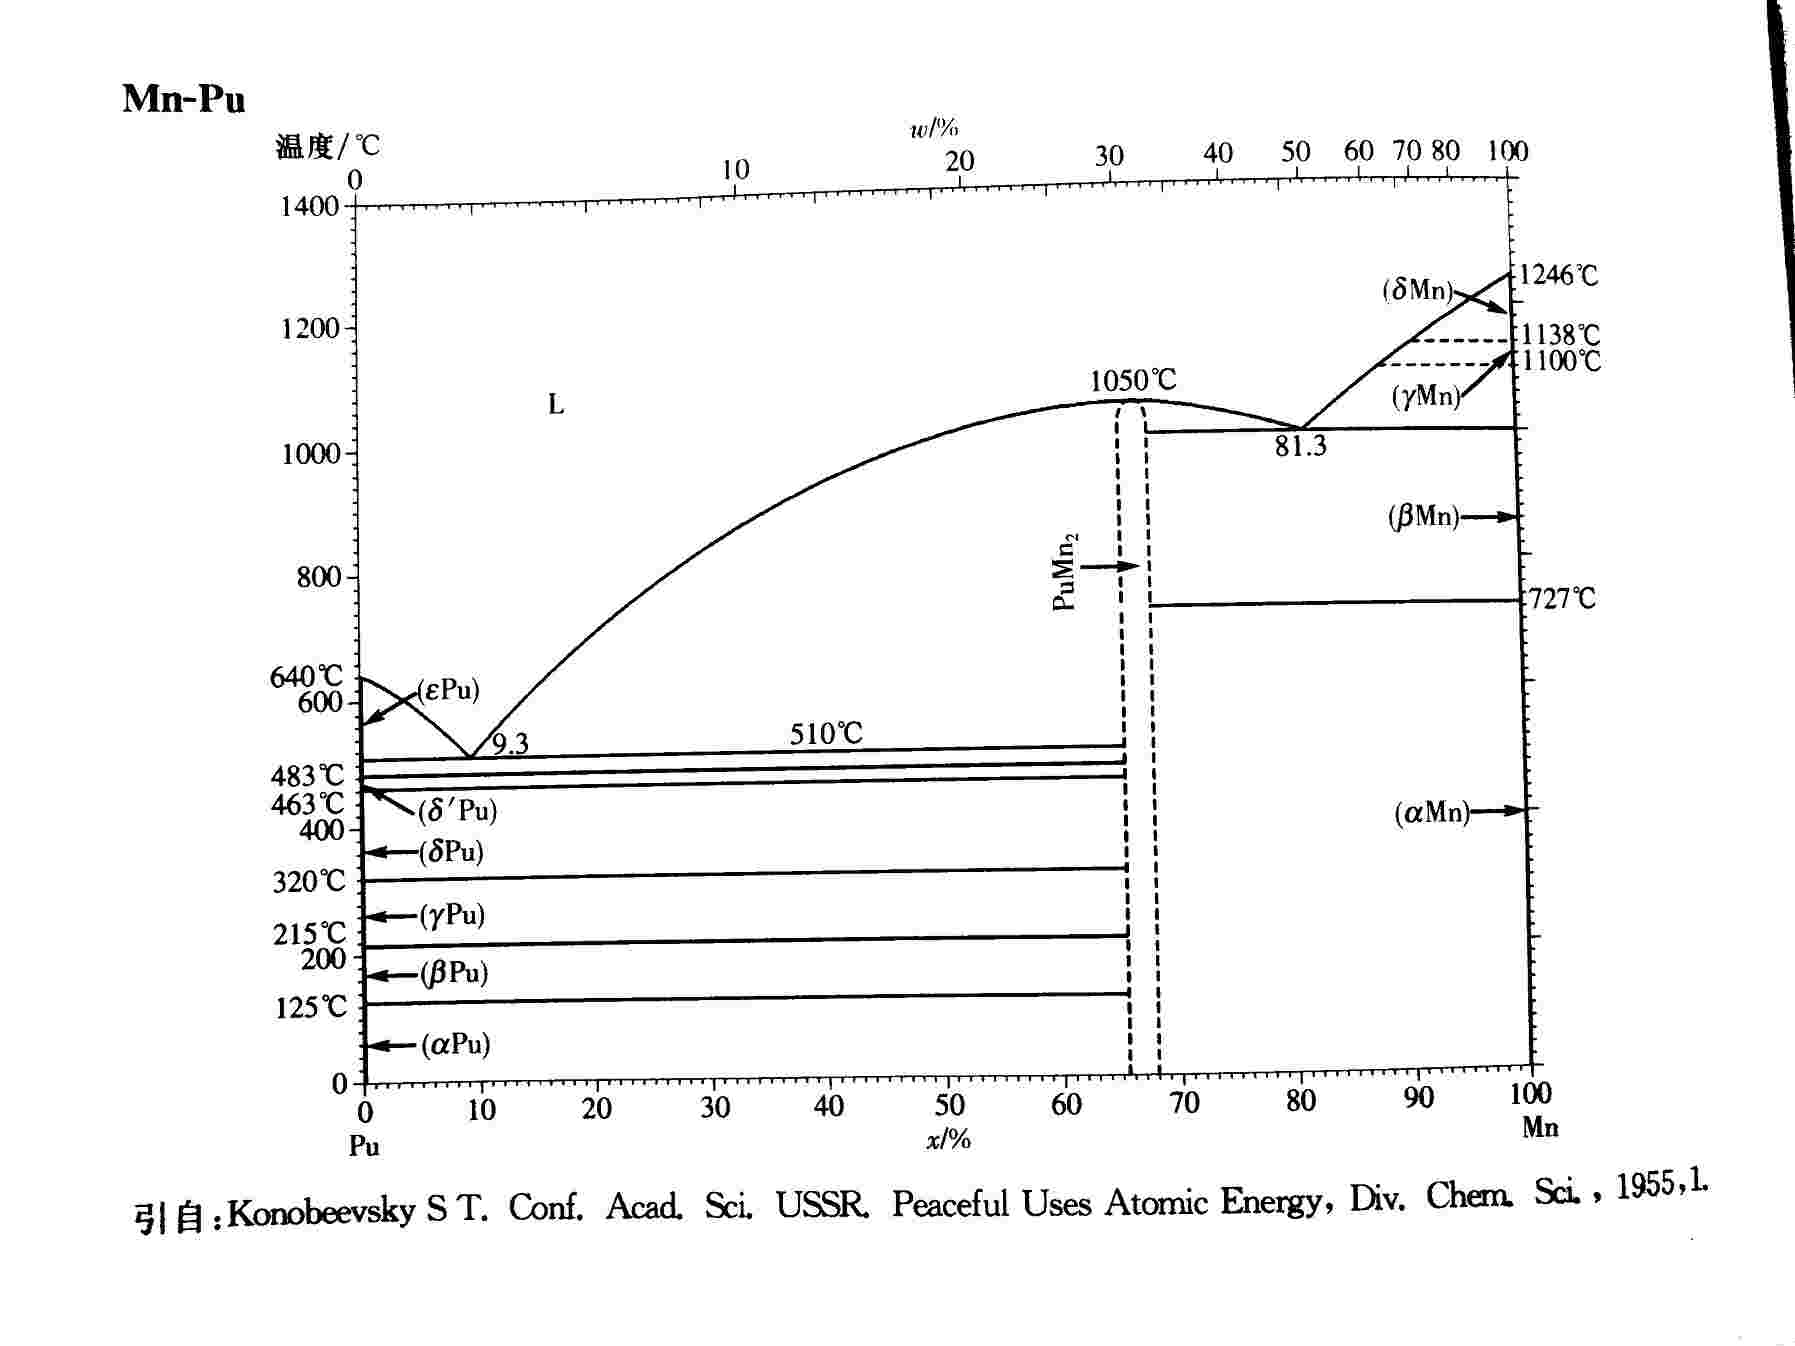 Mn-Pu
温度/℃
w/%
0 10 20 30 40 50 60 70 80 100
1400
1200
1000
800
640℃
600
483℃
463℃
400
320℃
215℃
200
125℃
0
L
1050℃
(δMn)
1246℃
1138℃
1100℃
(γMn)
81.3
(βMn)
PuMn₂
727℃
(εPu)
9.3
510℃
(δ′Pu)
(αMn)
(δPu)
(γPu)
(βPu)
(αPu)
0 10 20 30 40 50 60 70 80 90 100
Pu x/% Mn
引自:Konobeevsky S T. Conf. Acad. Sci. USSR. Peaceful Uses Atomic Energy, Div. Chem. Sci., 1955,1.